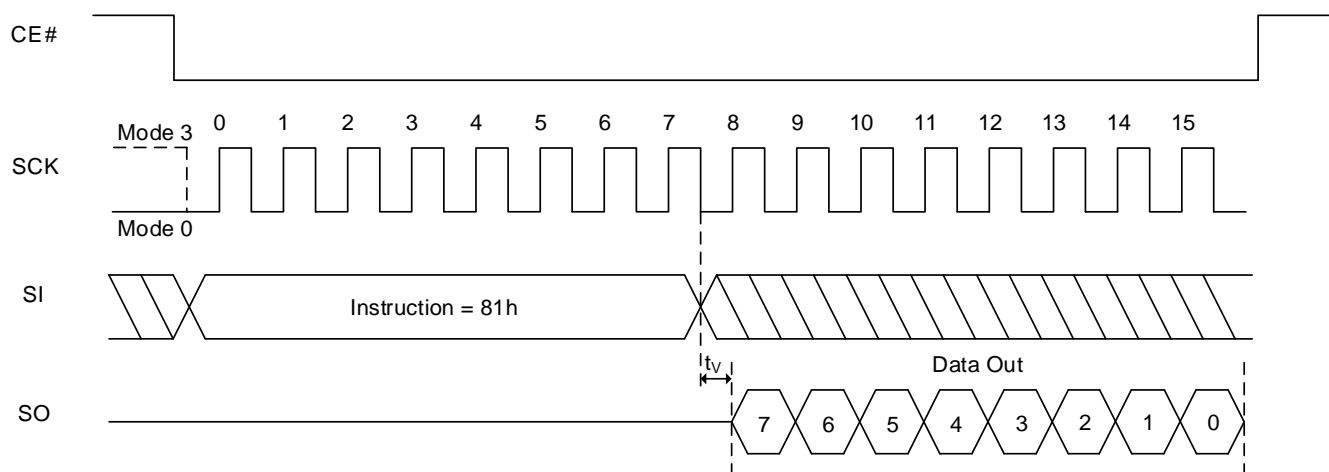 CE#
0 1 2 3 4 5 6 7 8 9 10 11 12 13 14 15
Mode 3
SCK
Mode 0
SI
Instruction = 81h
tV
Data Out
SO
7 6 5 4 3 2 1 0